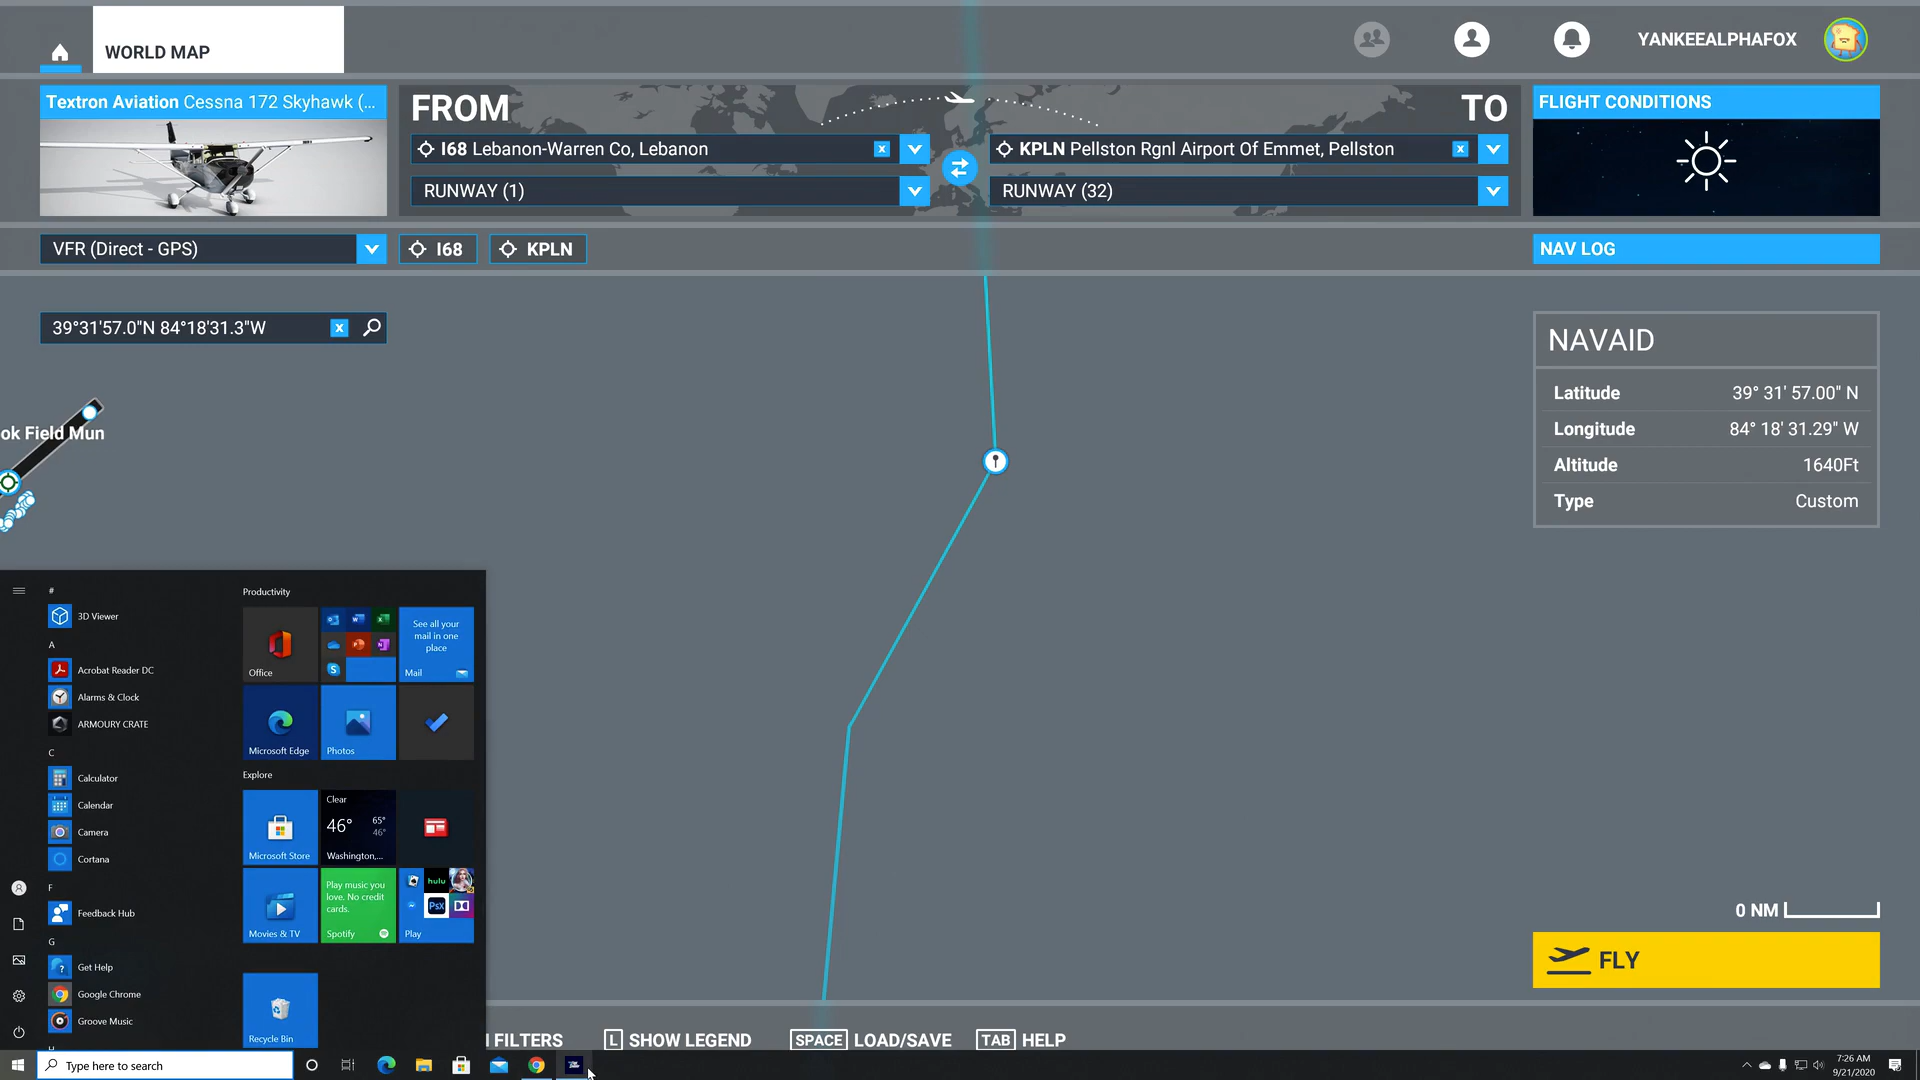 WORLD MAP
YANKEEALPHAFOX
Textron Aviation Cessna 172 Skyhawk (...
FROM
TO
FLIGHT CONDITIONS
I68 Lebanon-Warren Co, Lebanon
x
KPLN Pellston Rgnl Airport Of Emmet, Pellston
x
RUNWAY (1)
RUNWAY (32)
VFR (Direct - GPS)
I68
KPLN
NAV LOG
39°31'57.0"N 84°18'31.3"W
x
NAVAID
Latitude 39° 31' 57.00" N
Longitude 84° 18' 31.29" W
Altitude 1640Ft
Type Custom
ok Field Mun
#
3D Viewer
A
Acrobat Reader DC
Alarms & Clock
ARMOURY CRATE
C
Calculator
Calendar
Camera
Cortana
F
Feedback Hub
G
Get Help
Google Chrome
Groove Music
Productivity
Office
See all your
mail in one
place
Mail
Microsoft Edge
Photos
Explore
Microsoft Store
Clear
46°
65°
46°
Washington,...
Movies & TV
Play music you
love. No credit
cards.
Spotify
hulu
PsX
Play
Recycle Bin
0 NM
FLY
FILTERS
L SHOW LEGEND
SPACE LOAD/SAVE
TAB HELP
Type here to search
7:26 AM
9/21/2020